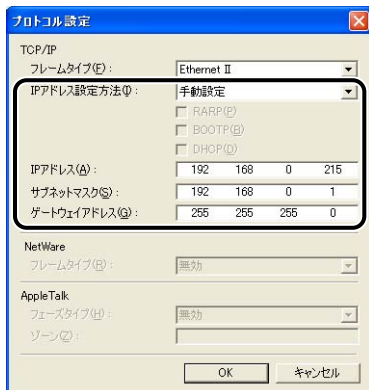 プロトコル設定
TCP/IP
フレームタイプ(F): Ethernet II
IPアドレス設定方法(I): 手動設定
RARP(P)
BOOTP(B)
DHCP(D)
IPアドレス(A): 192 168 0 215
サブネットマスク(S): 192 168 0 1
ゲートウェイアドレス(G): 255 255 255 0
NetWare
フレームタイプ(R): 無効
AppleTalk
フェーズタイプ(H): 無効
ゾーン(Z):
OK キャンセル